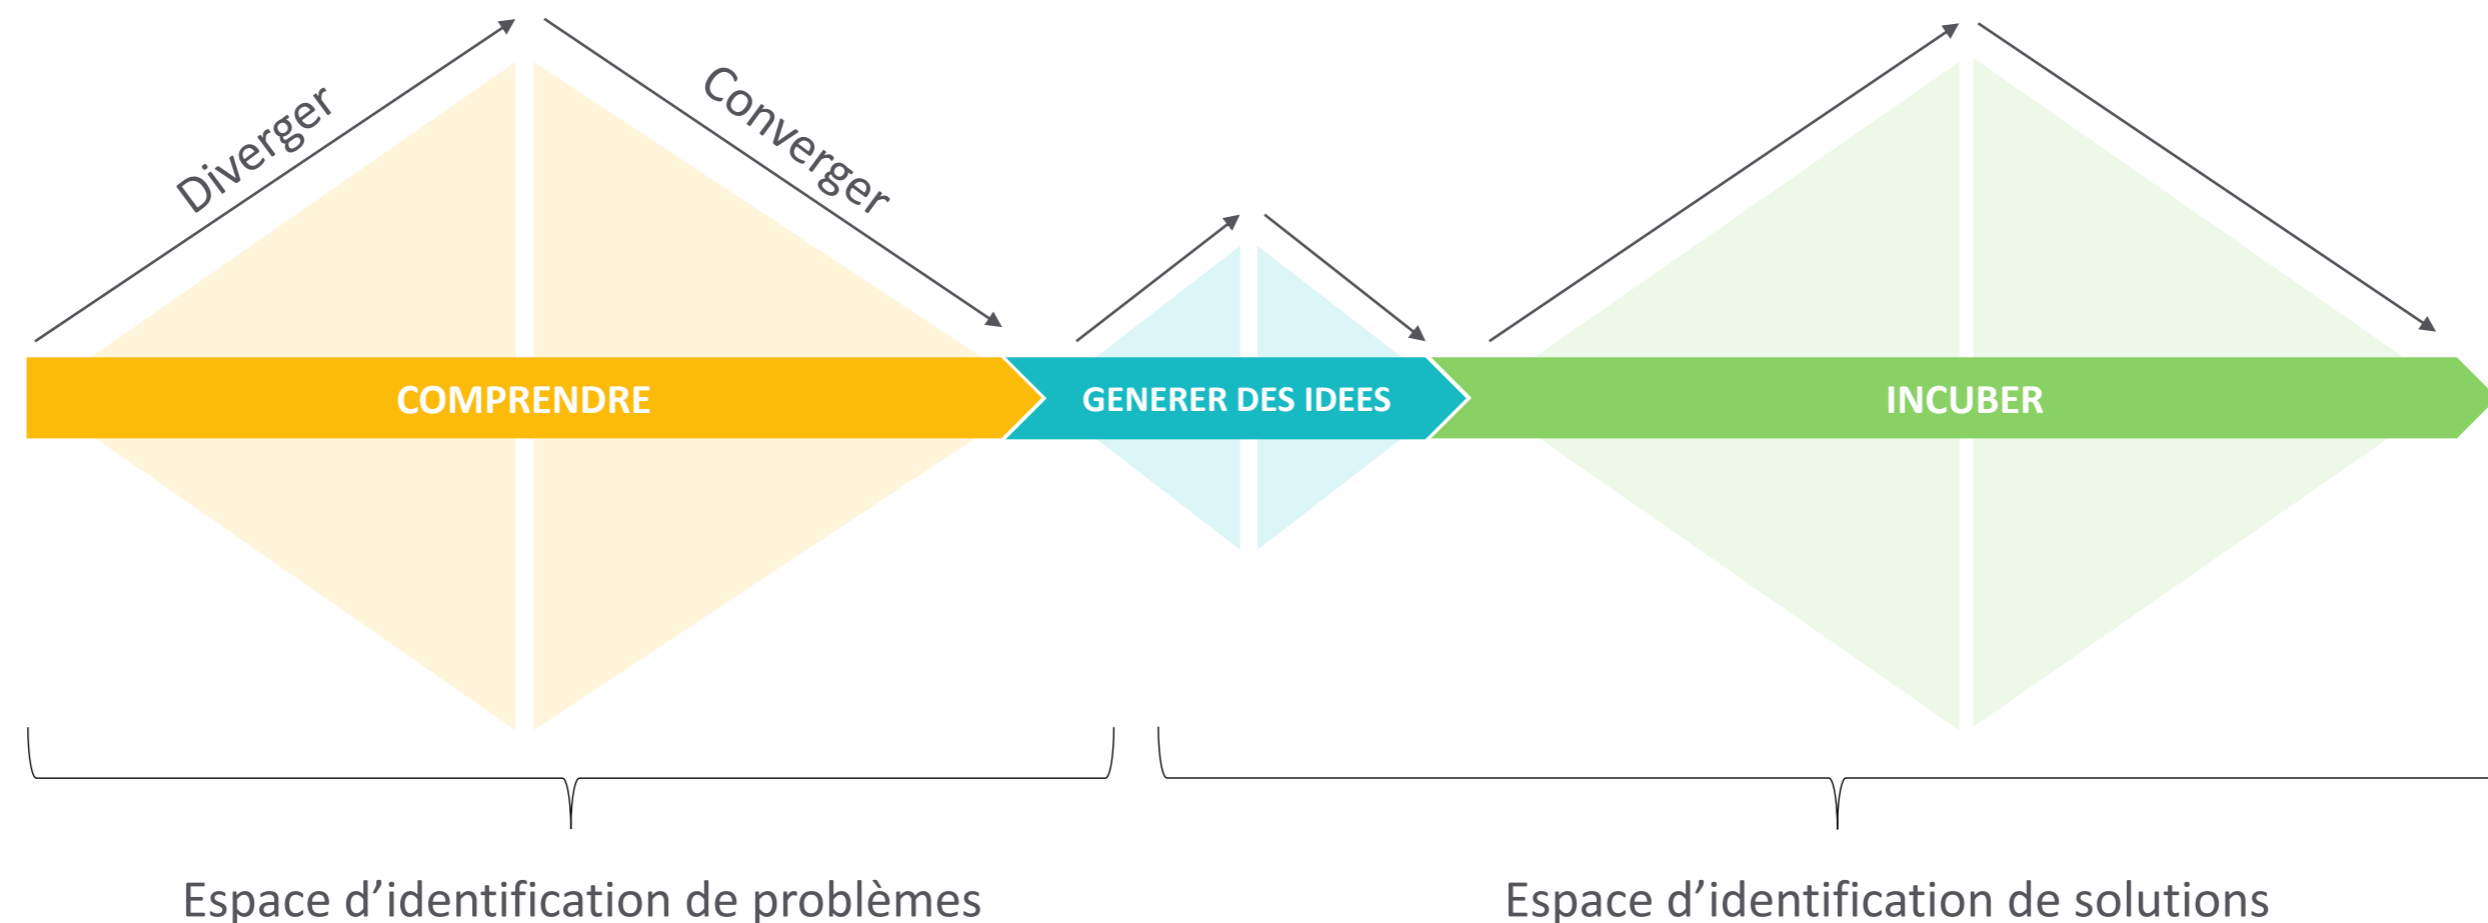 Diverger
Converger
COMPRENDRE
GENERER DES IDEES
INCUBER
Espace d’identification de problèmes
Espace d’identification de solutions